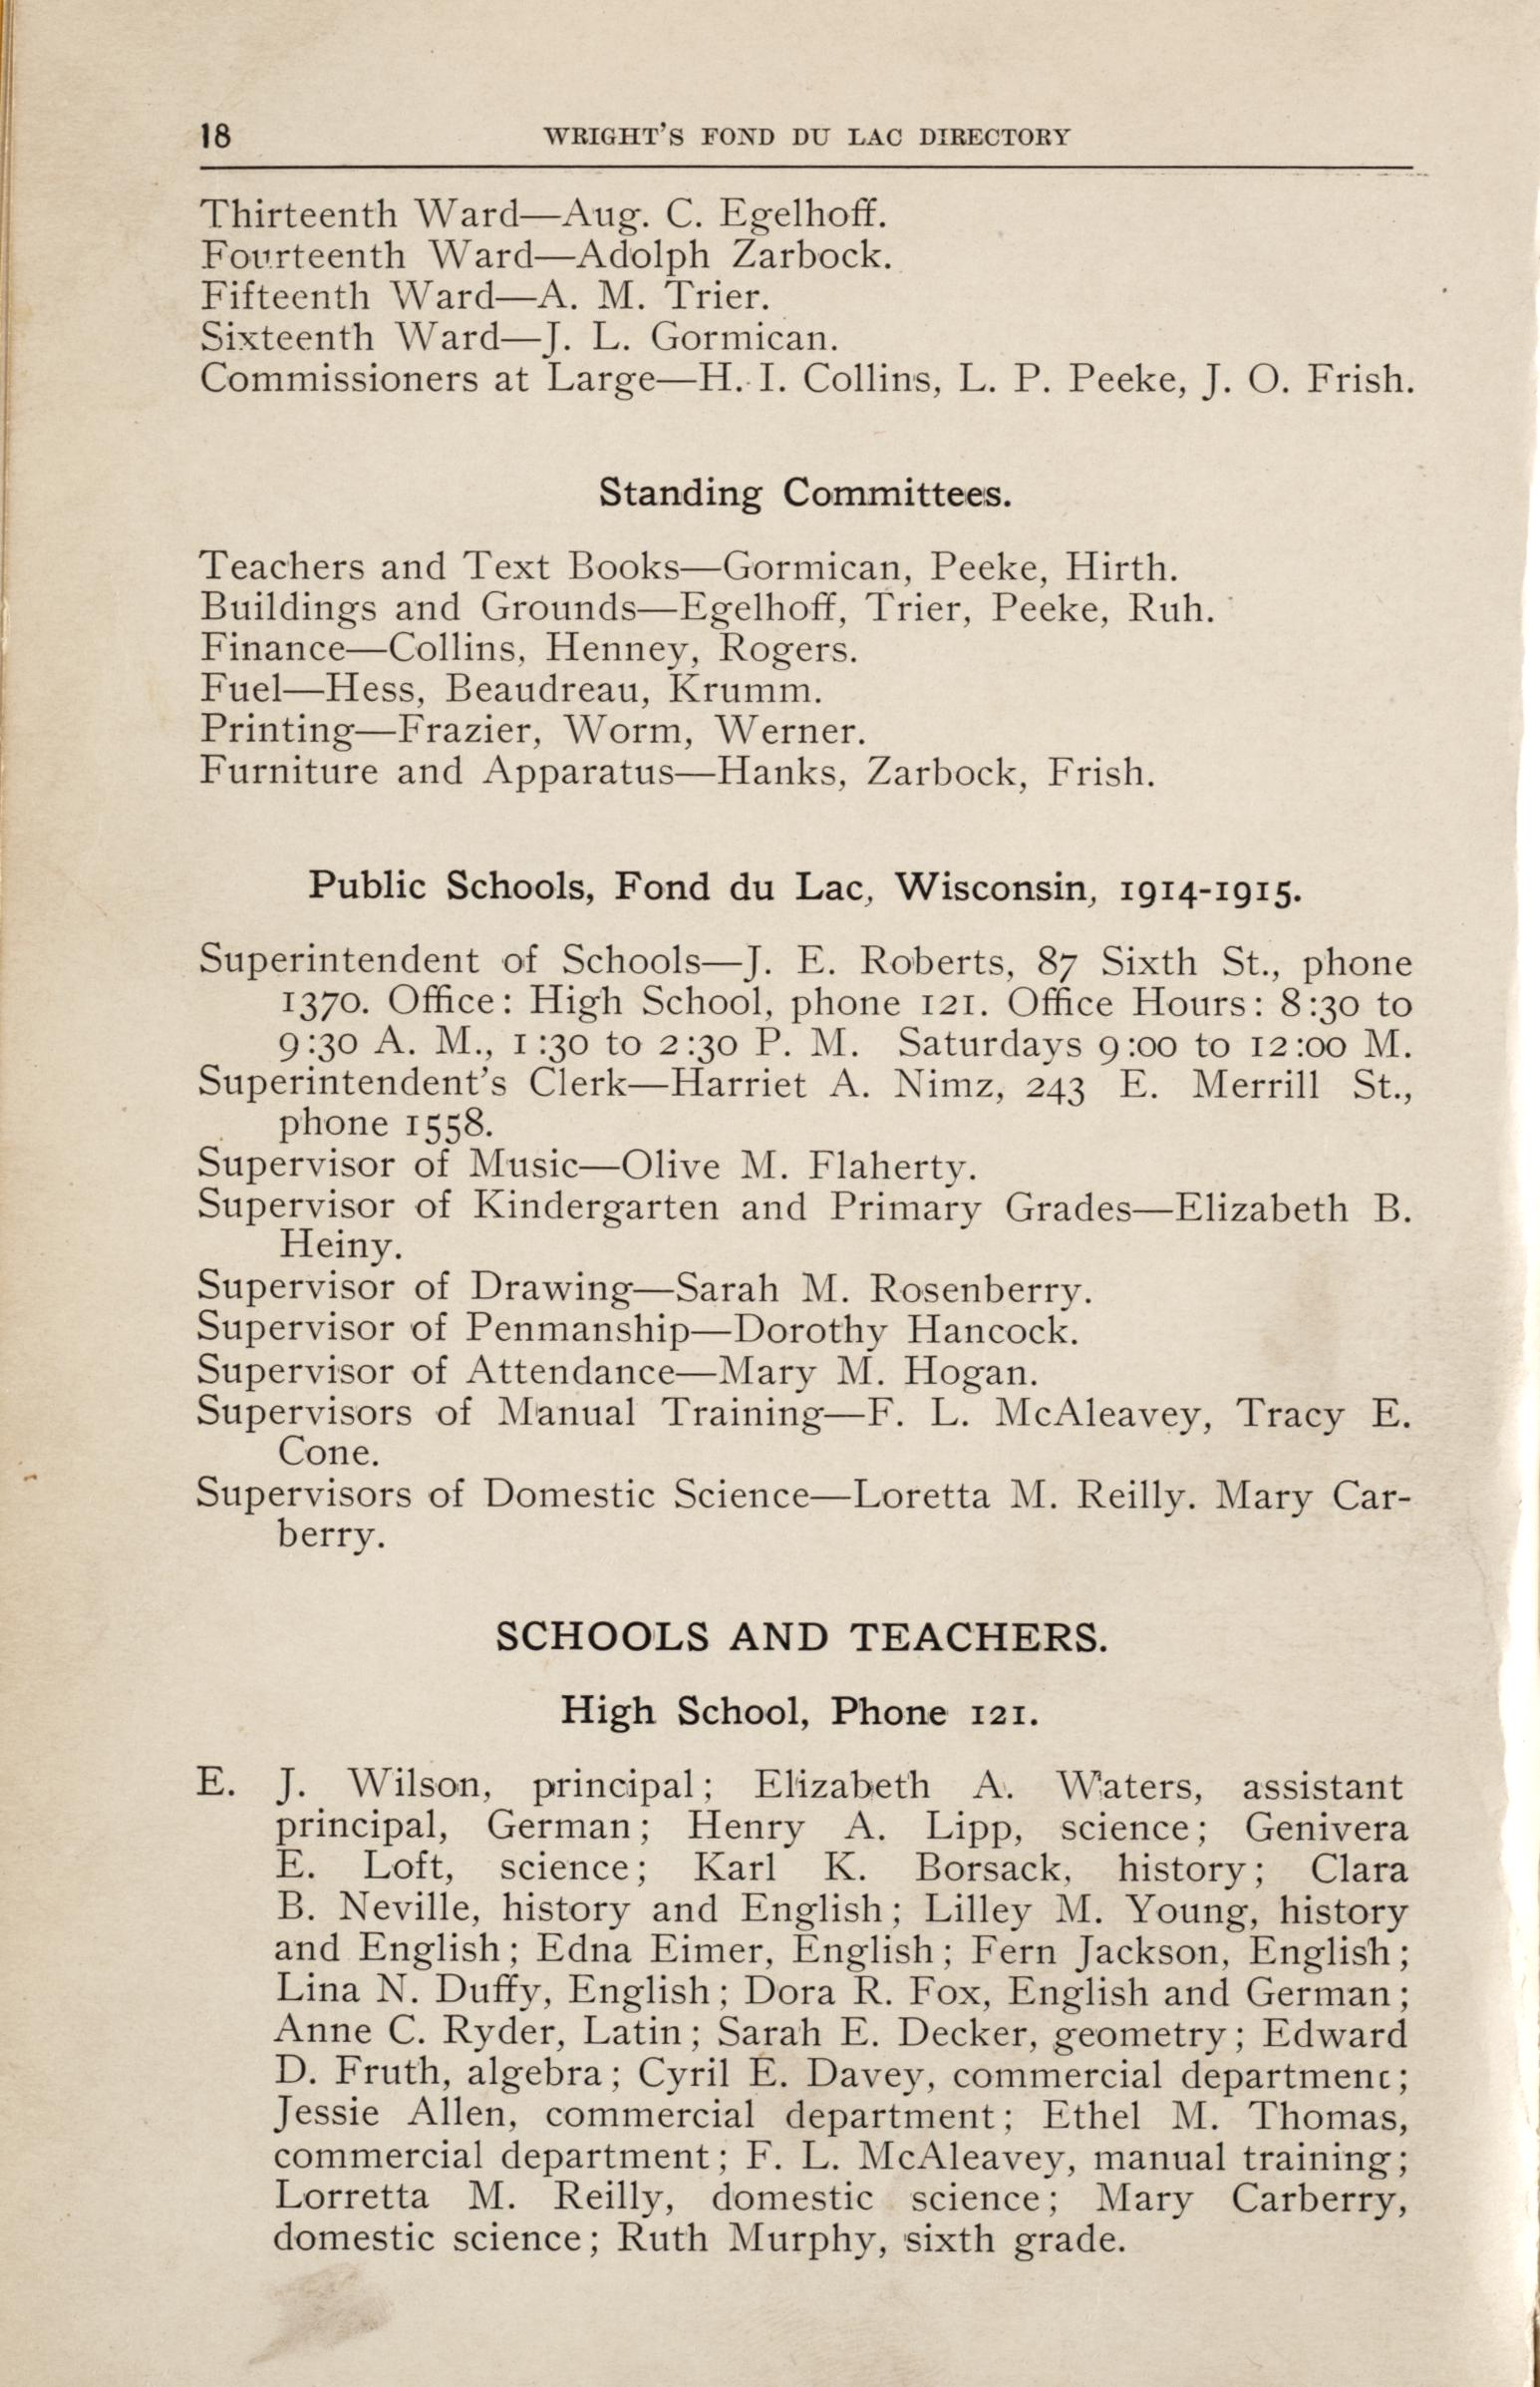 18 WRIGHT'S FOND DU LAC DIRECTORY
Thirteenth Ward—Aug. C. Egelhoff.
Fourteenth Ward—Adolph Zarbock.
Fifteenth Ward—A. M. Trier.
Sixteenth Ward—J. L. Gormican.
Commissioners at Large—H. I. Collins, L. P. Peeke, J. O. Frish.
Standing Committees.
Teachers and Text Books—Gormican, Peeke, Hirth.
Buildings and Grounds—Egelhoff, Trier, Peeke, Ruh.
Finance—Collins, Henney, Rogers.
Fuel—Hess, Beaudreau, Krumm.
Printing—Frazier, Worm, Werner.
Furniture and Apparatus—Hanks, Zarbock, Frish.
Public Schools, Fond du Lac, Wisconsin, 1914-1915.
Superintendent of Schools—J. E. Roberts, 87 Sixth St., phone
1370. Office: High School, phone 121. Office Hours: 8:30 to
9:30 A. M., 1:30 to 2:30 P. M. Saturdays 9:00 to 12:00 M.
Superintendent's Clerk—Harriet A. Nimz, 243 E. Merrill St.,
phone 1558.
Supervisor of Music—Olive M. Flaherty.
Supervisor of Kindergarten and Primary Grades—Elizabeth B.
Heiny.
Supervisor of Drawing—Sarah M. Rosenberry.
Supervisor of Penmanship—Dorothy Hancock.
Supervisor of Attendance—Mary M. Hogan.
Supervisors of Manual Training—F. L. McAleavey, Tracy E.
Cone.
Supervisors of Domestic Science—Loretta M. Reilly. Mary Car-
berry.
SCHOOLS AND TEACHERS.
High School, Phone 121.
E. J. Wilson, principal; Elizabeth A. Waters, assistant
principal, German; Henry A. Lipp, science; Genivera
E. Loft, science; Karl K. Borsack, history; Clara
B. Neville, history and English; Lilley M. Young, history
and English; Edna Eimer, English; Fern Jackson, English;
Lina N. Duffy, English; Dora R. Fox, English and German;
Anne C. Ryder, Latin; Sarah E. Decker, geometry; Edward
D. Fruth, algebra; Cyril E. Davey, commercial department;
Jessie Allen, commercial department; Ethel M. Thomas,
commercial department; F. L. McAleavey, manual training;
Lorretta M. Reilly, domestic science; Mary Carberry,
domestic science; Ruth Murphy, sixth grade.